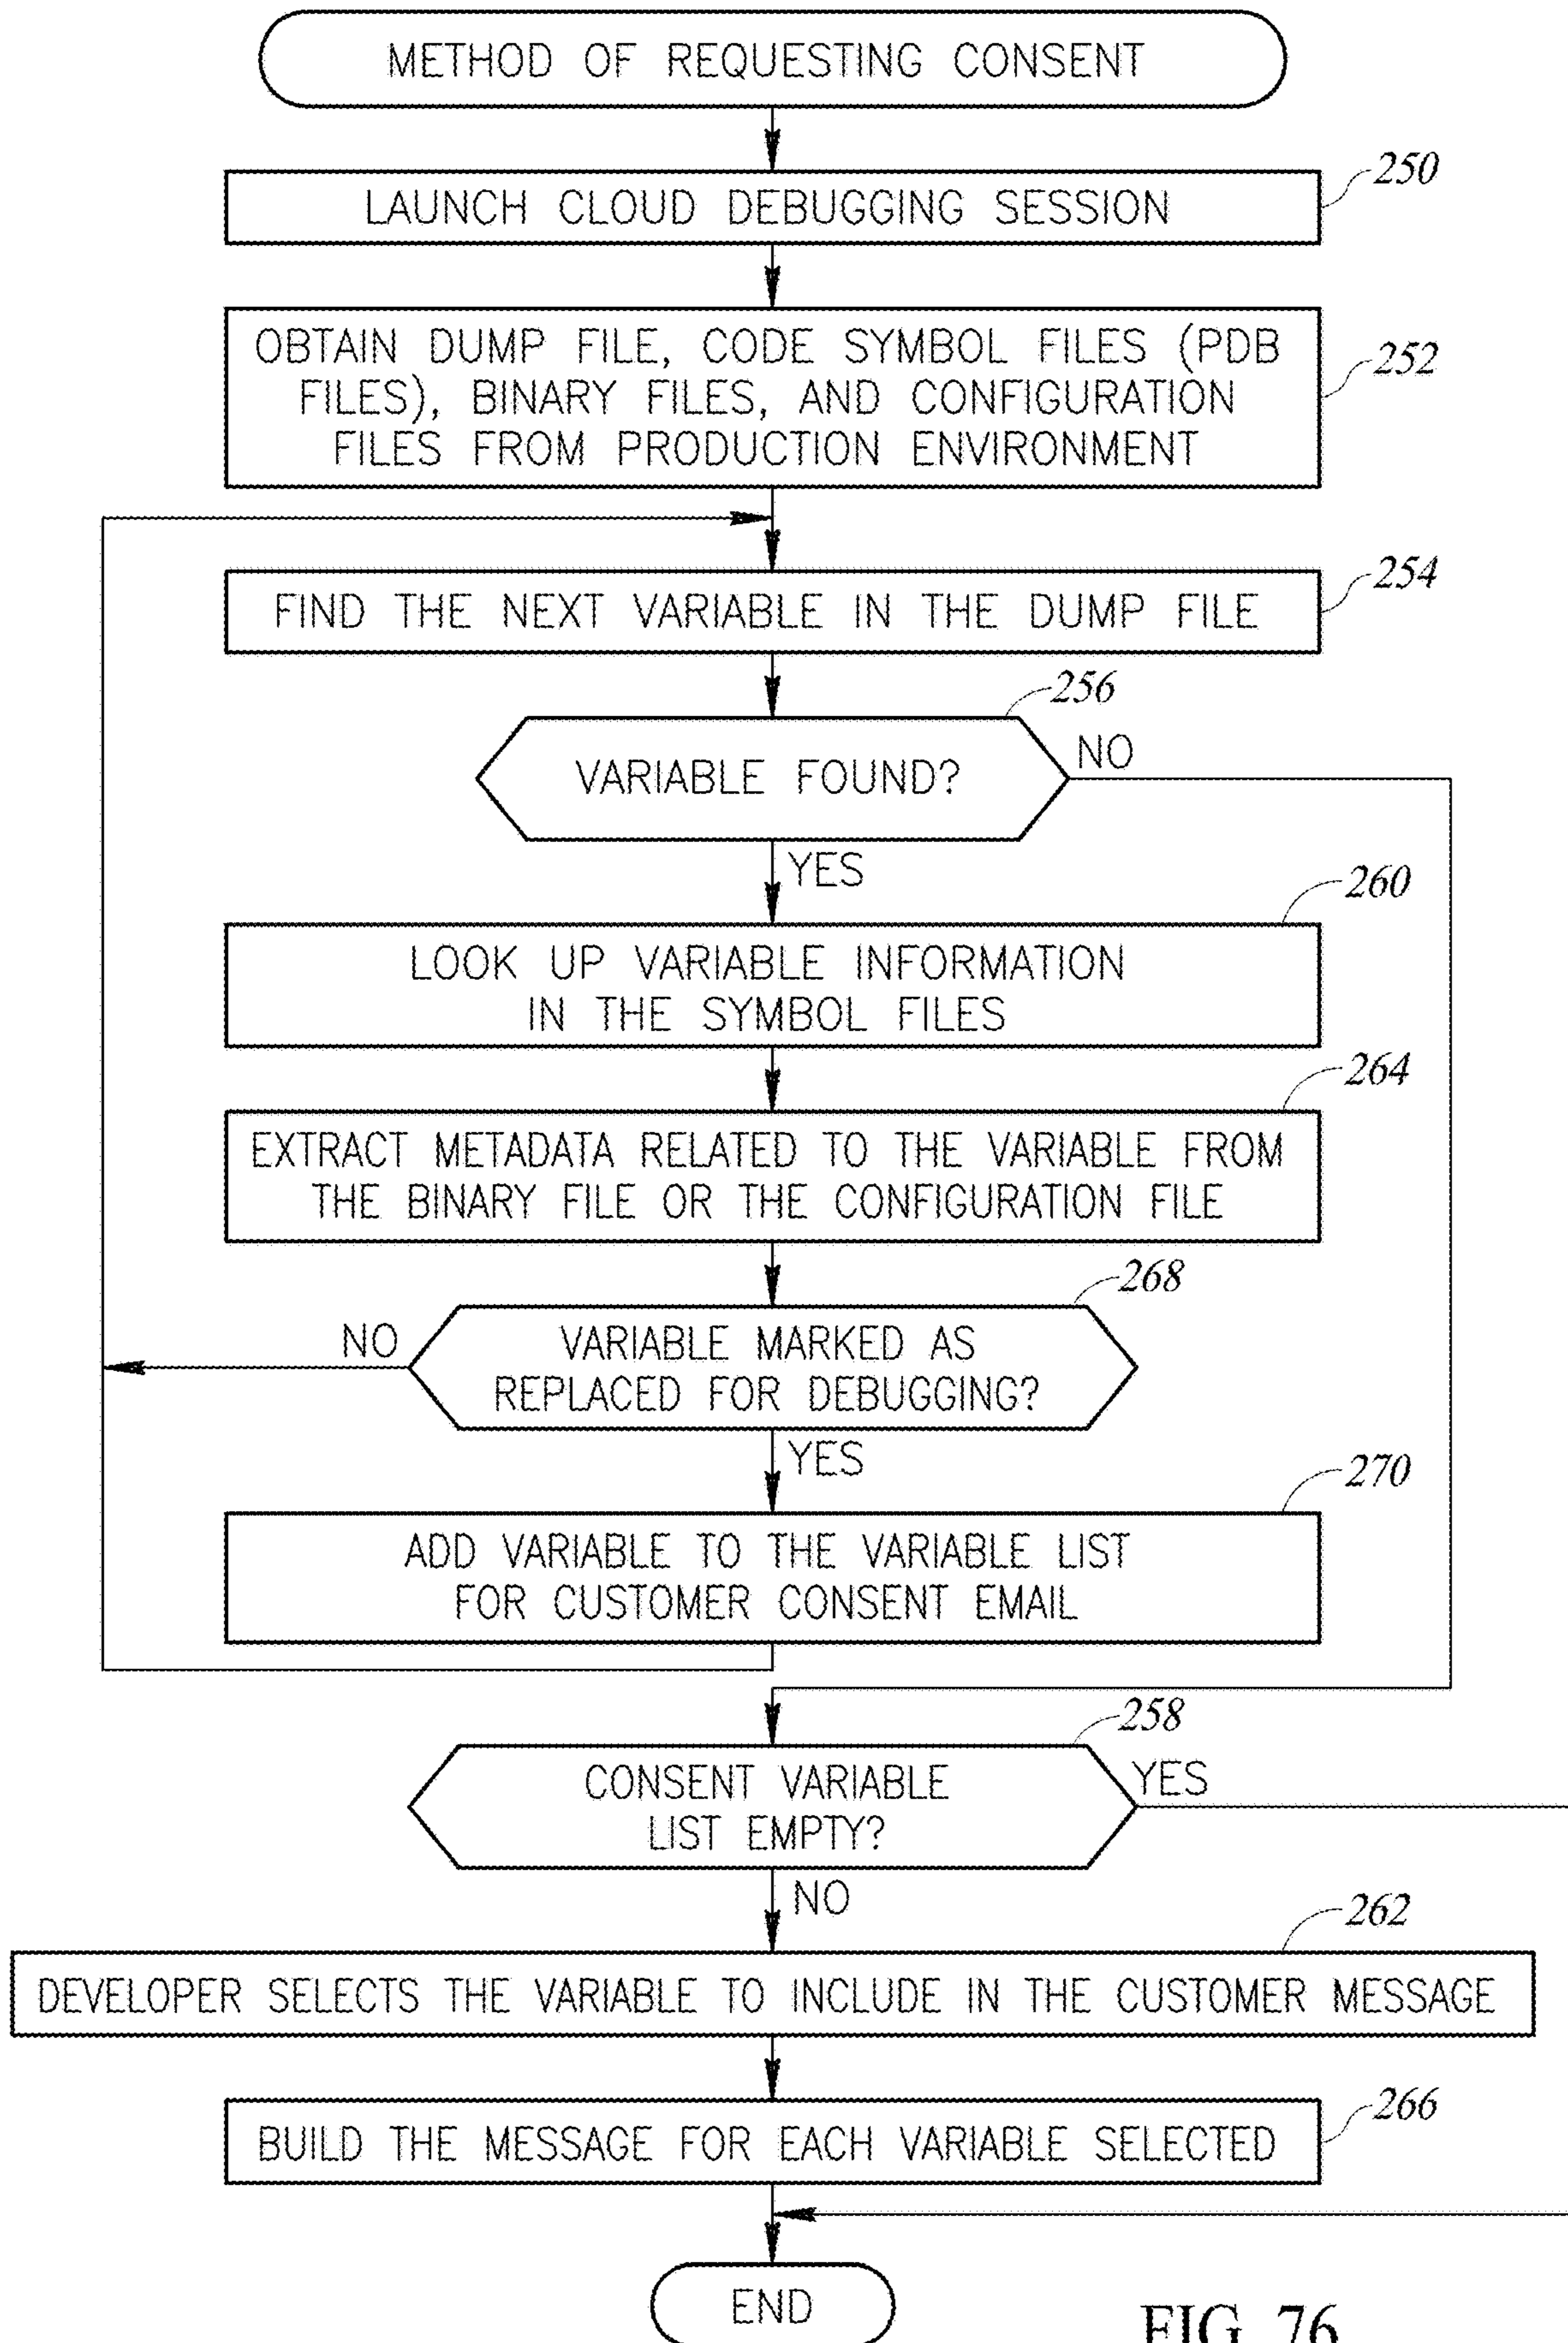 METHOD OF REQUESTING CONSENT
250
LAUNCH CLOUD DEBUGGING SESSION
252
OBTAIN DUMP FILE, CODE SYMBOL FILES (PDB
FILES), BINARY FILES, AND CONFIGURATION
FILES FROM PRODUCTION ENVIRONMENT
254
FIND THE NEXT VARIABLE IN THE DUMP FILE
256
VARIABLE FOUND?
NO
YES
260
LOOK UP VARIABLE INFORMATION
IN THE SYMBOL FILES
264
EXTRACT METADATA RELATED TO THE VARIABLE FROM
THE BINARY FILE OR THE CONFIGURATION FILE
268
NO
VARIABLE MARKED AS
REPLACED FOR DEBUGGING?
YES
270
ADD VARIABLE TO THE VARIABLE LIST
FOR CUSTOMER CONSENT EMAIL
258
CONSENT VARIABLE
LIST EMPTY?
YES
NO
262
DEVELOPER SELECTS THE VARIABLE TO INCLUDE IN THE CUSTOMER MESSAGE
266
BUILD THE MESSAGE FOR EACH VARIABLE SELECTED
END
FIG. 76